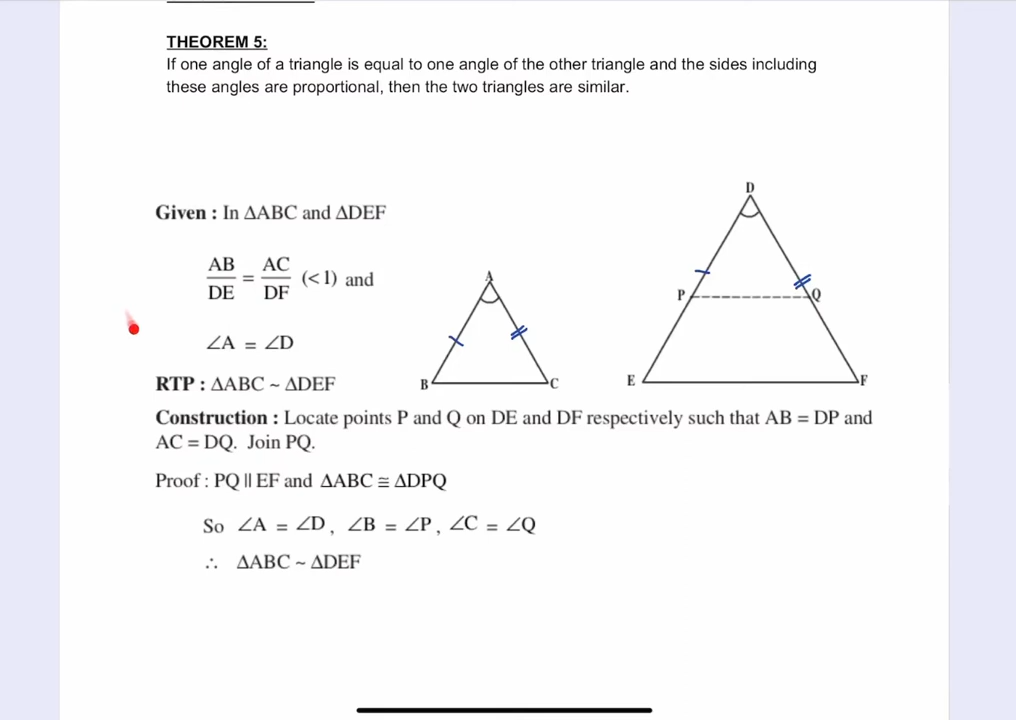 THEOREM 5:
If one angle of a triangle is equal to one angle of the other triangle and the sides including
these angles are proportional, then the two triangles are similar.
D
Given : In ΔABC and ΔDEF
AB/DE = AC/DF (<1) and
A
P
Q
∠A = ∠D
RTP : ΔABC ~ ΔDEF
B
C
E
F
Construction : Locate points P and Q on DE and DF respectively such that AB = DP and
AC = DQ. Join PQ.
Proof : PQ || EF and ΔABC ≅ ΔDPQ
So ∠A = ∠D, ∠B = ∠P, ∠C = ∠Q
∴ ΔABC ~ ΔDEF